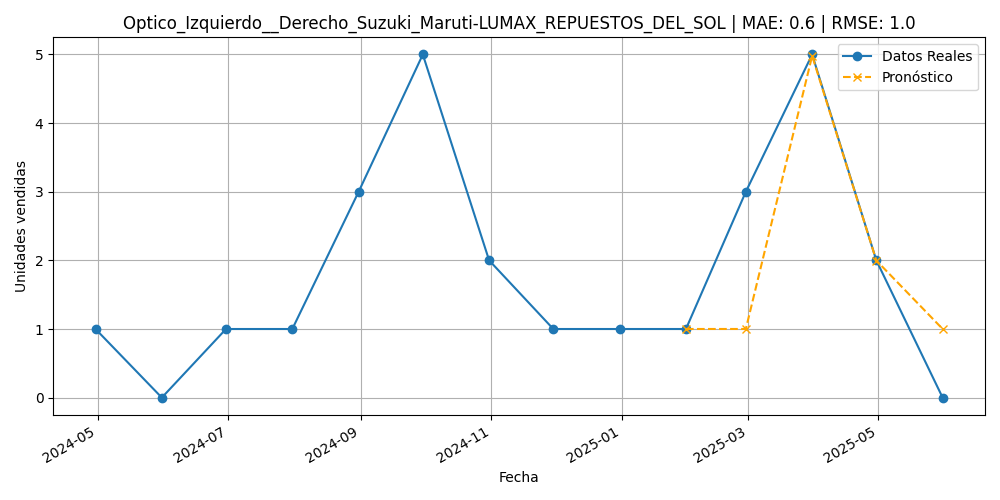 Optico_Izquierdo__Derecho_Suzuki_Maruti-LUMAX_REPUESTOS_DEL_SOL | MAE: 0.6 | RMSE: 1.0
Datos Reales
Pronóstico
Unidades vendidas
5
4
3
2
1
0
2024-05
2024-07
2024-09
2024-11
2025-01
2025-03
2025-05
Fecha